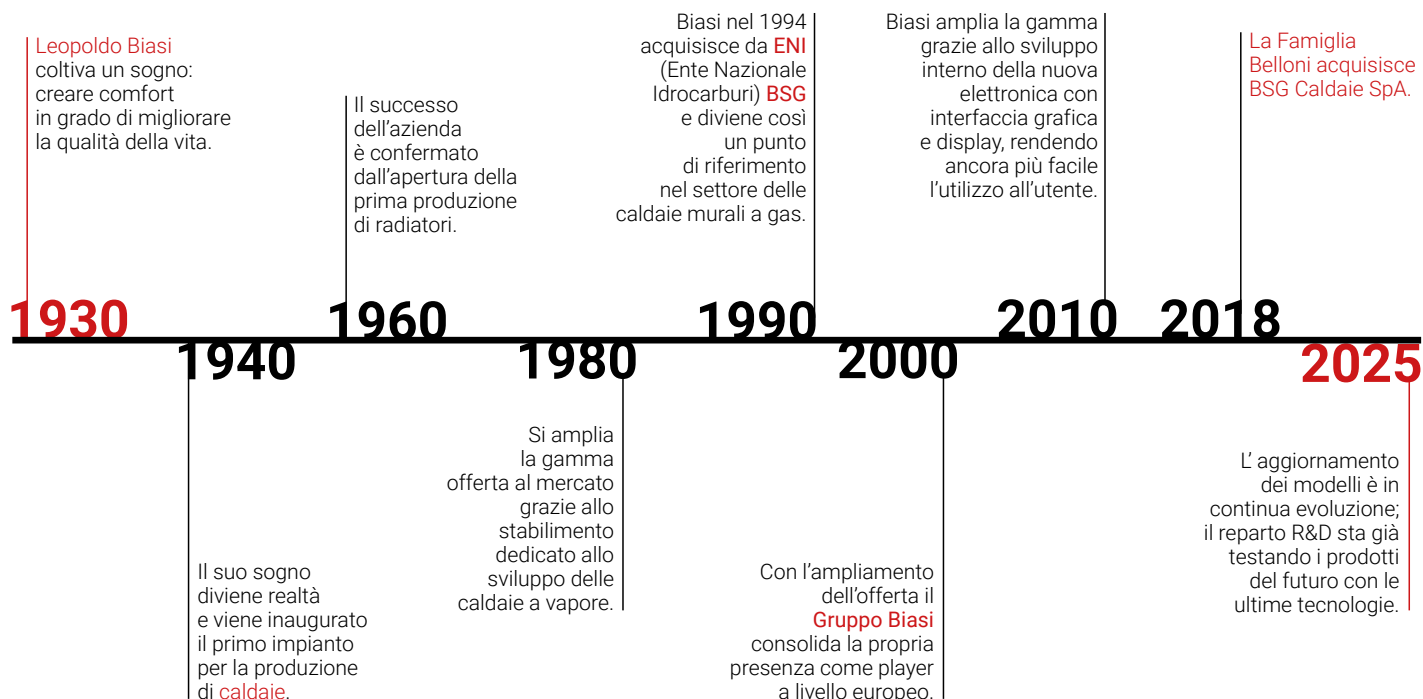 Leopoldo Biasi
coltiva un sogno:
creare comfort
in grado di migliorare
la qualità della vita.
Il successo
dell'azienda
è confermato
dall'apertura della
prima produzione
di radiatori.
Biasi nel 1994
acquisisce da ENI
(Ente Nazionale
Idrocarburi) BSG
e diviene così
un punto
di riferimento
nel settore delle
caldaie murali a gas.
Biasi amplia la gamma
grazie allo sviluppo
interno della nuova
elettronica con
interfaccia grafica
e display, rendendo
ancora più facile
l'utilizzo all'utente.
La Famiglia
Belloni acquisisce
BSG Caldaie SpA.
1930
1960
1990
2010
2018
1940
1980
2000
2025
Il suo sogno
diviene realtà
e viene inaugurato
il primo impianto
per la produzione
di caldaie.
Si amplia
la gamma
offerta al mercato
grazie allo
stabilimento
dedicato allo
sviluppo delle
caldaie a vapore.
Con l'ampliamento
dell'offerta il
Gruppo Biasi
consolida la propria
presenza come player
a livello europeo.
L' aggiornamento
dei modelli è in
continua evoluzione;
il reparto R&D sta già
testando i prodotti
del futuro con le
ultime tecnologie.